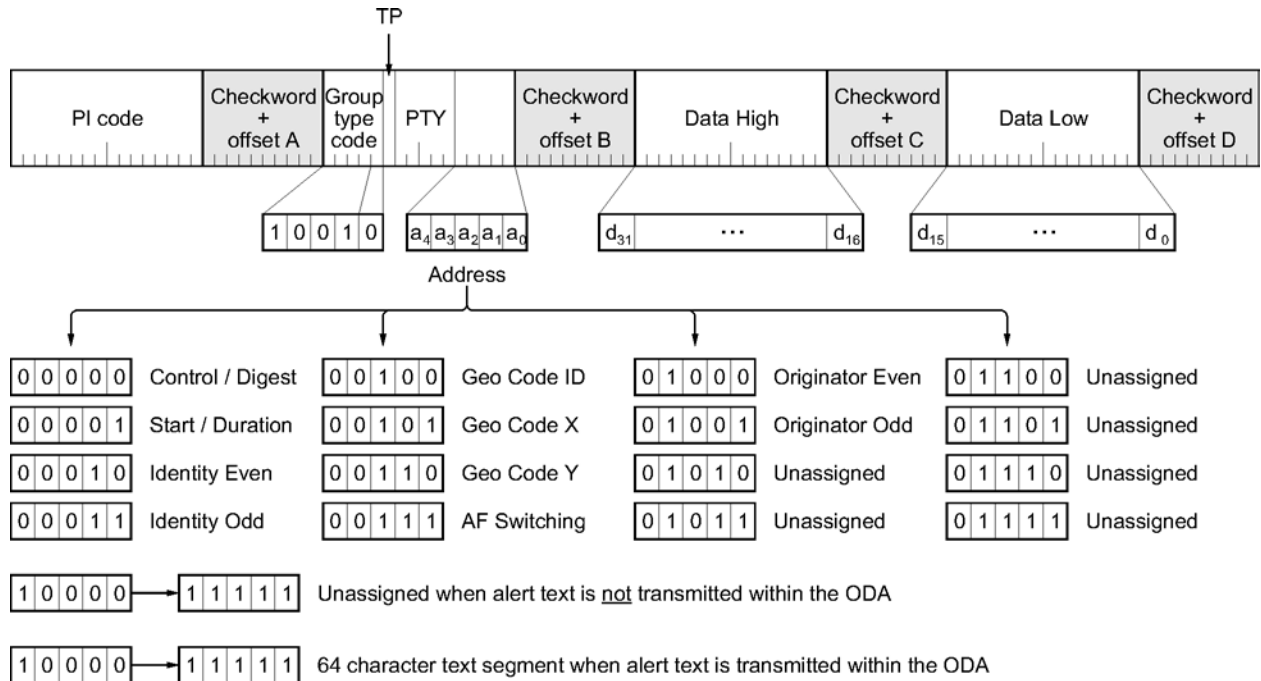 TP
PI code
Checkword
+
offset A
Group
type
code
PTY
Checkword
+
offset B
Data High
Checkword
+
offset C
Data Low
Checkword
+
offset D
1 0 0 1 0
a4 a3 a2 a1 a0
d31 ... d16
d15 ... d0
Address
0 0 0 0 0 Control / Digest 0 0 1 0 0 Geo Code ID 0 1 0 0 0 Originator Even 0 1 1 0 0 Unassigned
0 0 0 0 1 Start / Duration 0 0 1 0 1 Geo Code X 0 1 0 0 1 Originator Odd 0 1 1 0 1 Unassigned
0 0 0 1 0 Identity Even 0 0 1 1 0 Geo Code Y 0 1 0 1 0 Unassigned 0 1 1 1 0 Unassigned
0 0 0 1 1 Identity Odd 0 0 1 1 1 AF Switching 0 1 0 1 1 Unassigned 0 1 1 1 1 Unassigned
1 0 0 0 0 1 1 1 1 1 Unassigned when alert text is not transmitted within the ODA
1 0 0 0 0 1 1 1 1 1 64 character text segment when alert text is transmitted within the ODA